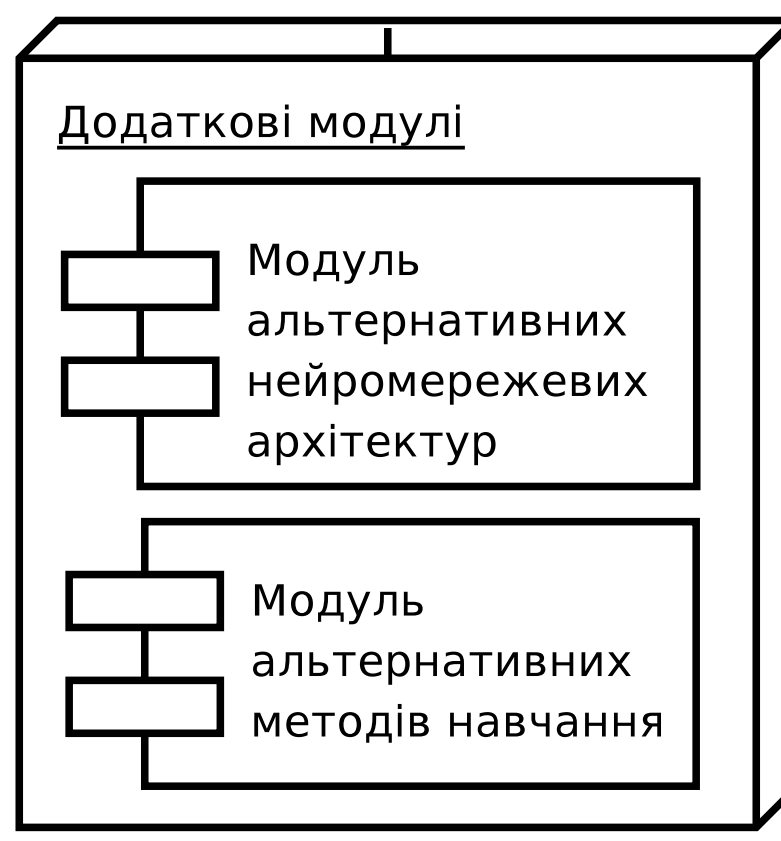 Додаткові модулі
Модуль
альтернативних
нейромережевих
архітектур
Модуль
альтернативних
методів навчання